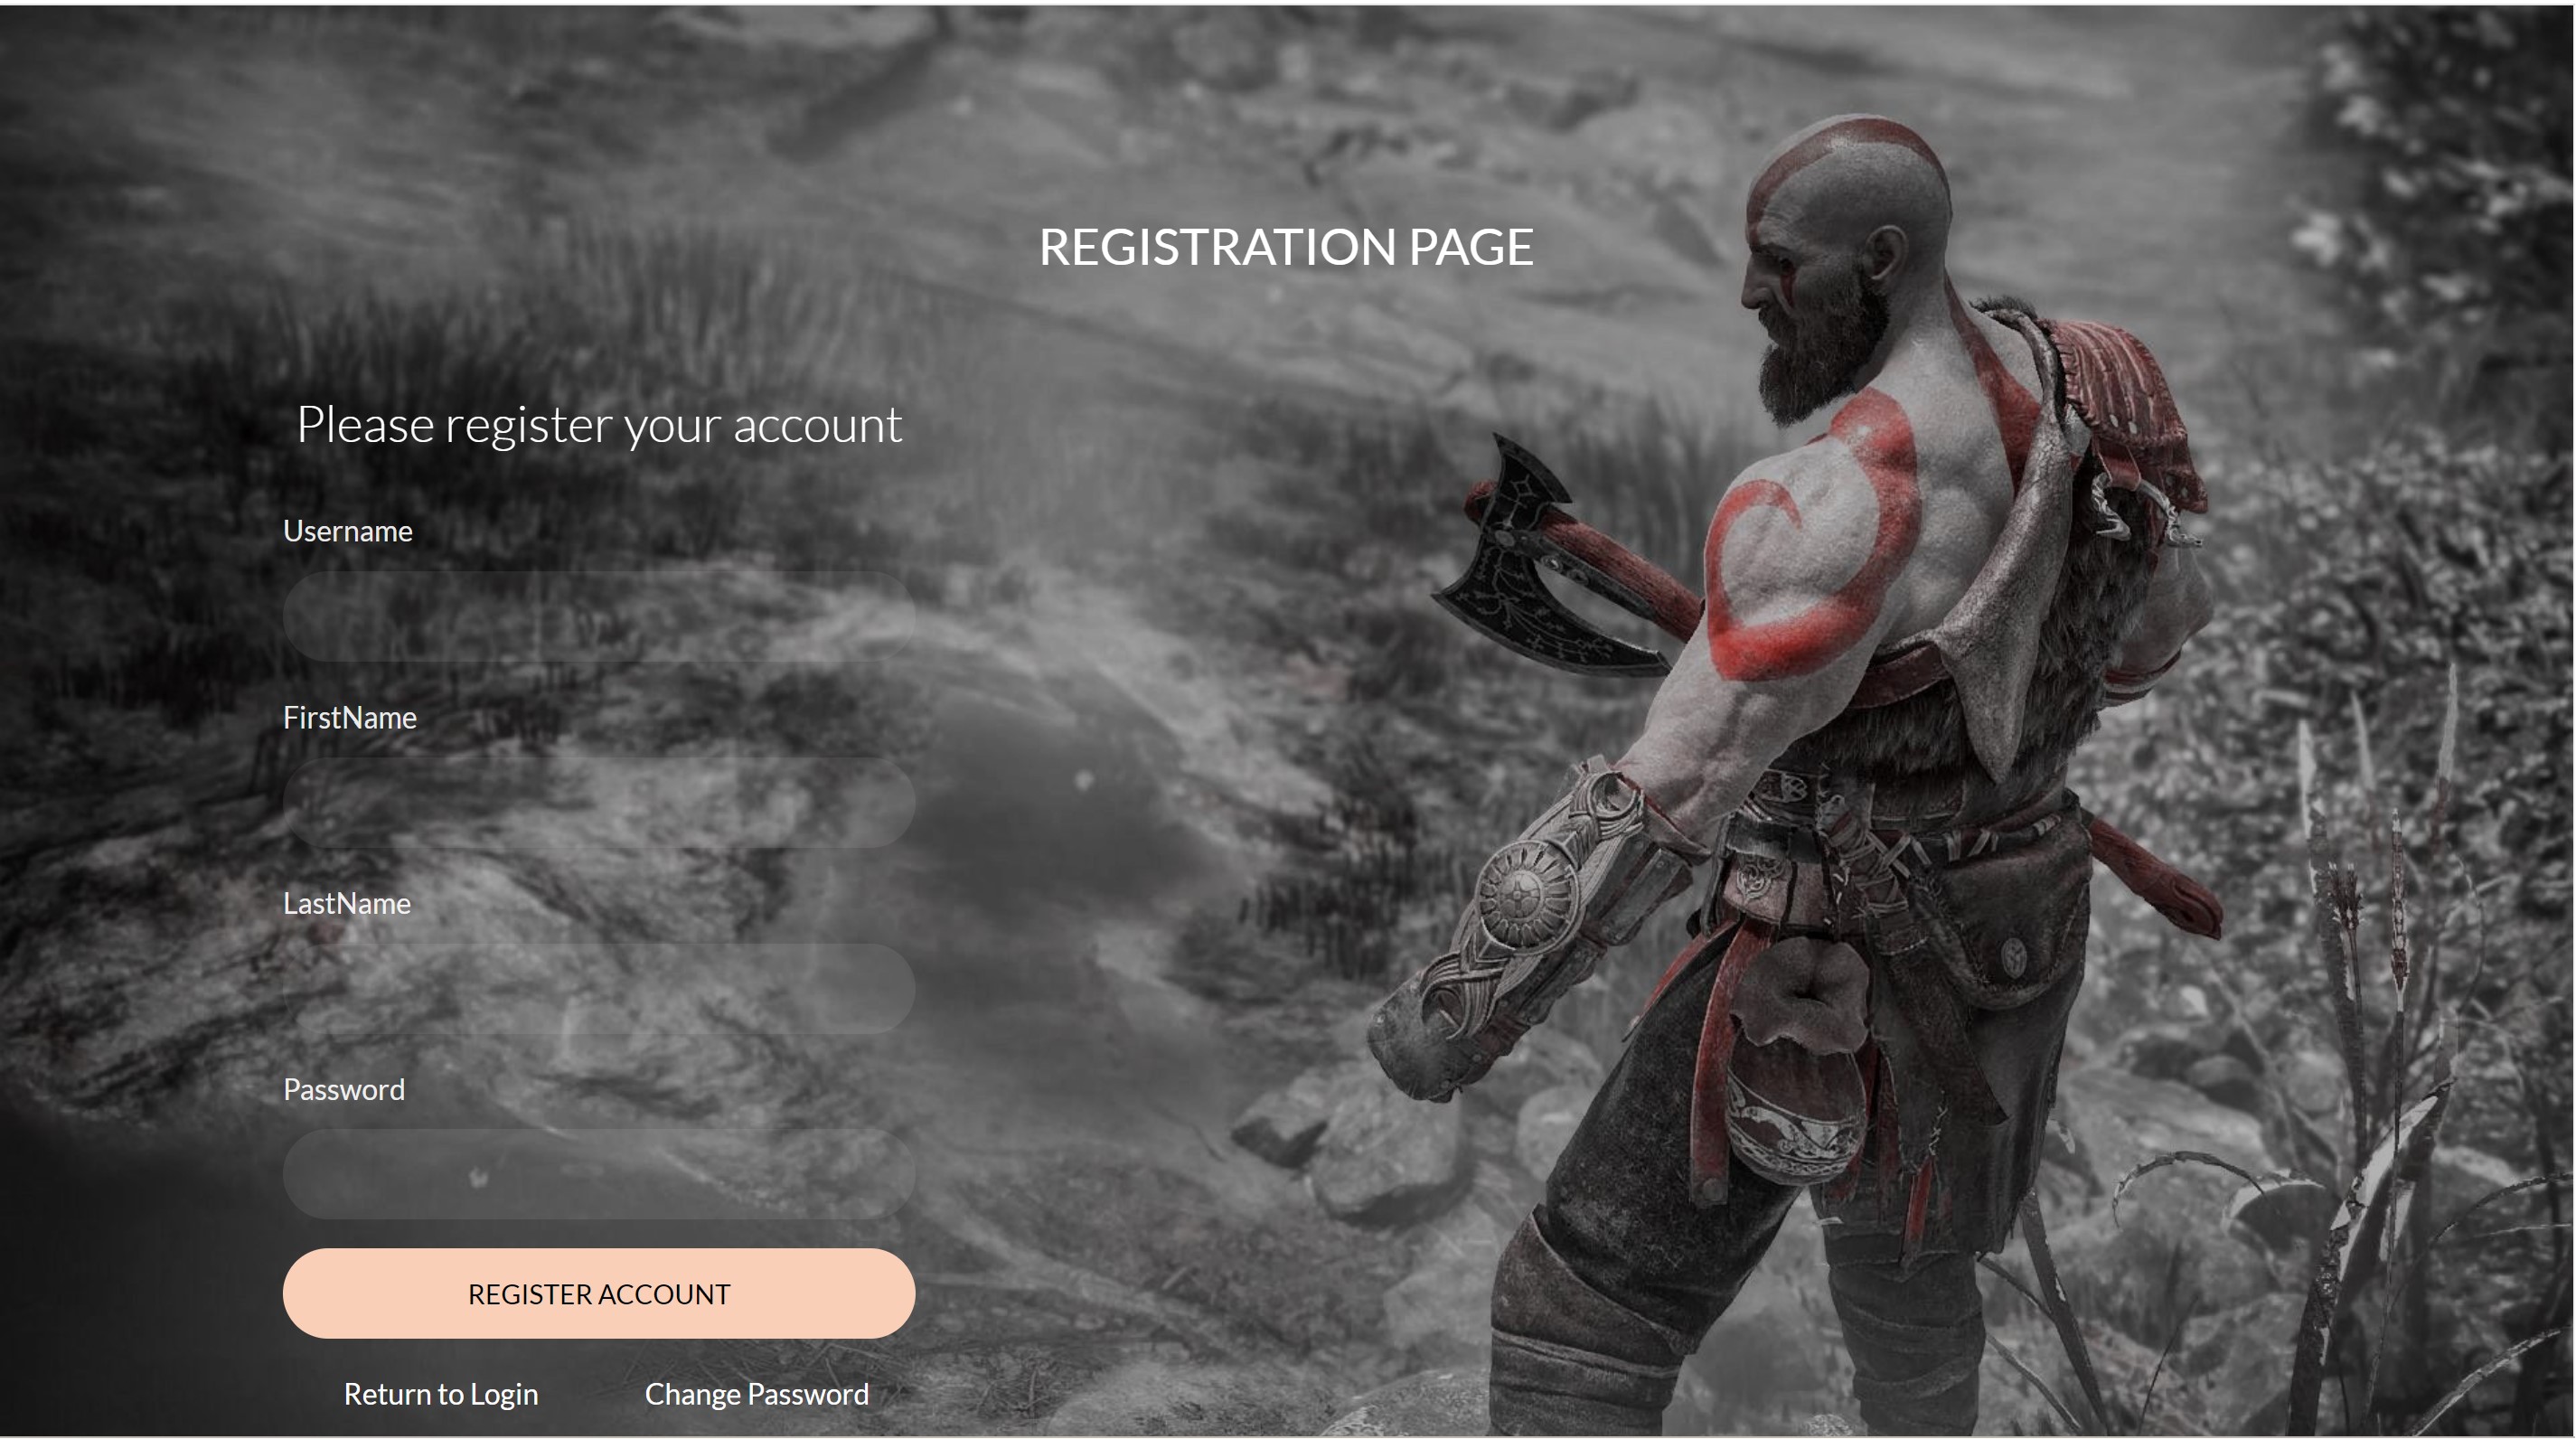 REGISTRATION PAGE
Please register your account
Username
FirstName
LastName
Password
REGISTER ACCOUNT
Return to Login
Change Password